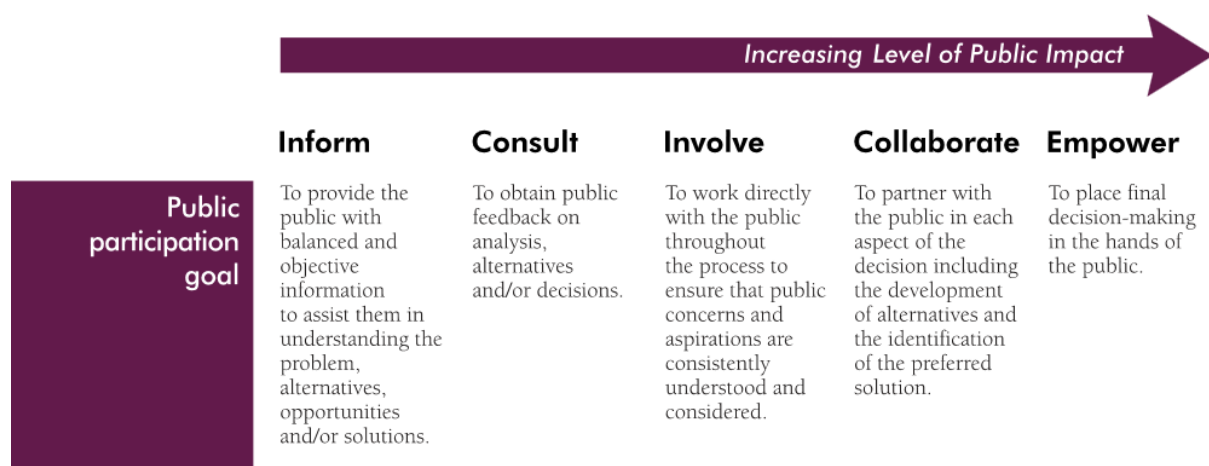 Increasing Level of Public Impact
Inform
Consult
Involve
Collaborate
Empower
Public
participation
goal
To provide the
public with
balanced and
objective
information
to assist them in
understanding the
problem,
alternatives,
opportunities
and/or solutions.
To obtain public
feedback on
analysis,
alternatives
and/or decisions.
To work directly
with the public
throughout
the process to
ensure that public
concerns and
aspirations are
consistently
understood and
considered.
To partner with
the public in each
aspect of the
decision including
the development
of alternatives and
the identification
of the preferred
solution.
To place final
decision-making
in the hands of
the public.